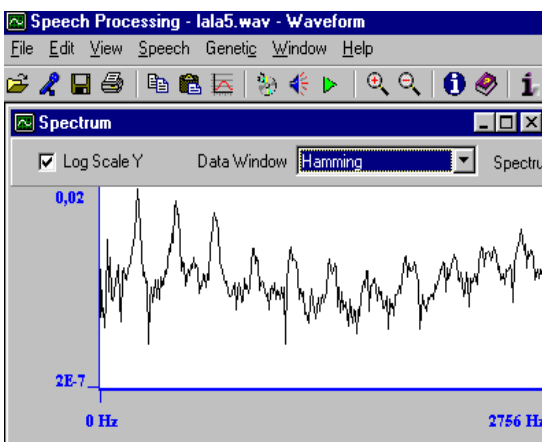 Speech Processing - lala5.wav - Waveform
File Edit View Speech Genetic Window Help
Spectrum
Log Scale Y Data Window Hamming Spectru
0,02
2E-7
0 Hz 2756 Hz